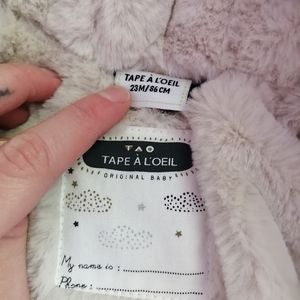 TAPE À L'OEIL
23M/86CM
TAO
TAPE À L'OEIL
ORIGINAL BABY
My name is :
Phone :